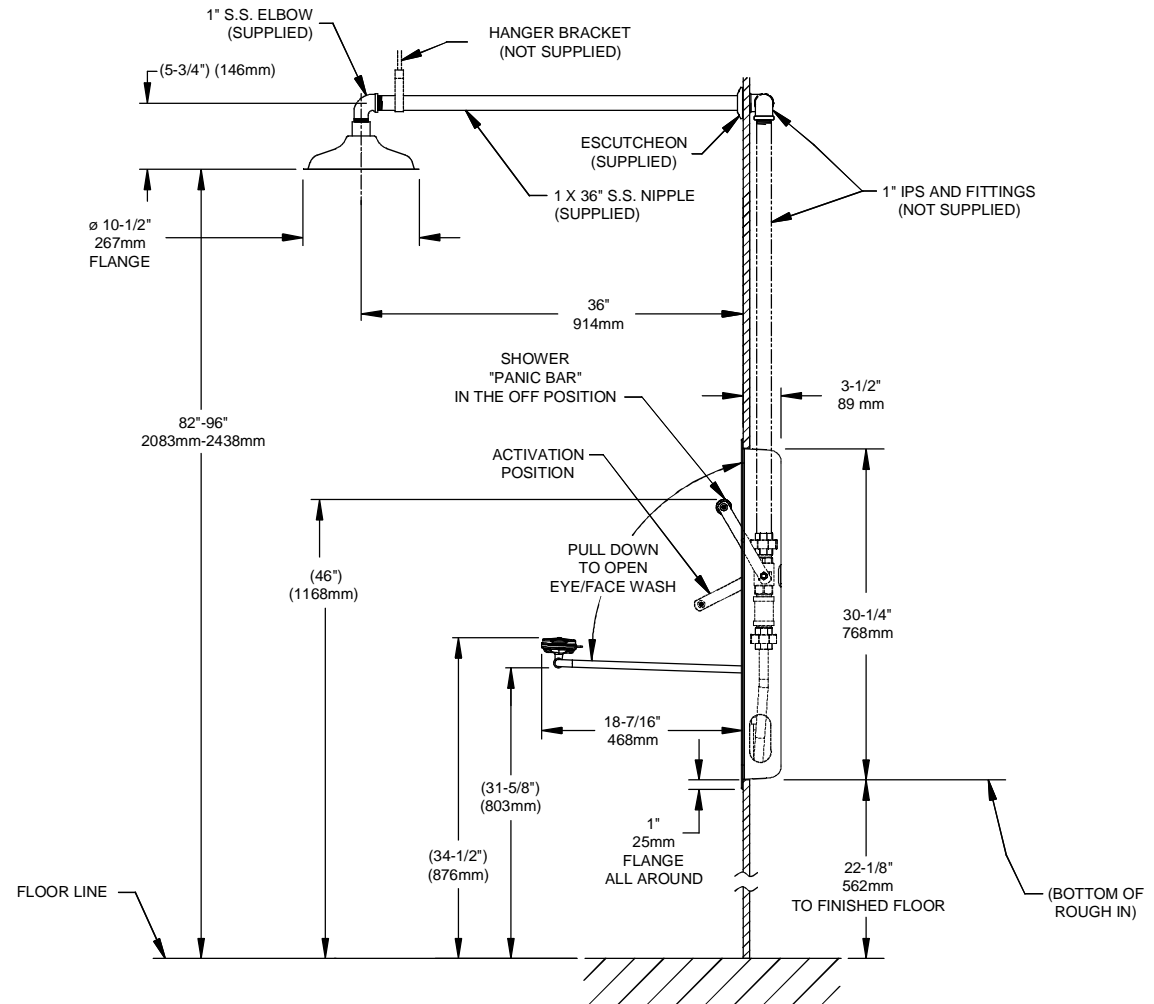 1" S.S. ELBOW
(SUPPLIED)
HANGER BRACKET
(NOT SUPPLIED)
(5-3/4") (146mm)
ESCUTCHEON
(SUPPLIED)
1 X 36" S.S. NIPPLE
(SUPPLIED)
1" IPS AND FITTINGS
(NOT SUPPLIED)
ø 10-1/2"
267mm
FLANGE
36"
914mm
SHOWER
"PANIC BAR"
IN THE OFF POSITION
3-1/2"
89 mm
82"-96"
2083mm-2438mm
ACTIVATION
POSITION
PULL DOWN
TO OPEN
EYE/FACE WASH
(46")
(1168mm)
30-1/4"
768mm
18-7/16"
468mm
(31-5/8")
(803mm)
1"
25mm
FLANGE
ALL AROUND
(34-1/2")
(876mm)
22-1/8"
562mm
TO FINISHED FLOOR
FLOOR LINE
(BOTTOM OF
ROUGH IN)